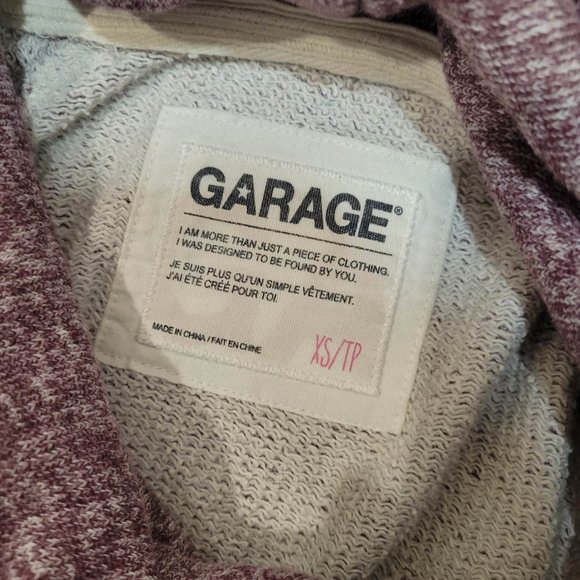 GARAGE®
I AM MORE THAN JUST A PIECE OF CLOTHING.
I WAS DESIGNED TO BE FOUND BY YOU.
JE SUIS PLUS QU'UN SIMPLE VÊTEMENT.
J'AI ÉTÉ CRÉÉ POUR TOI.
MADE IN CHINA / FAIT EN CHINE
XS/TP